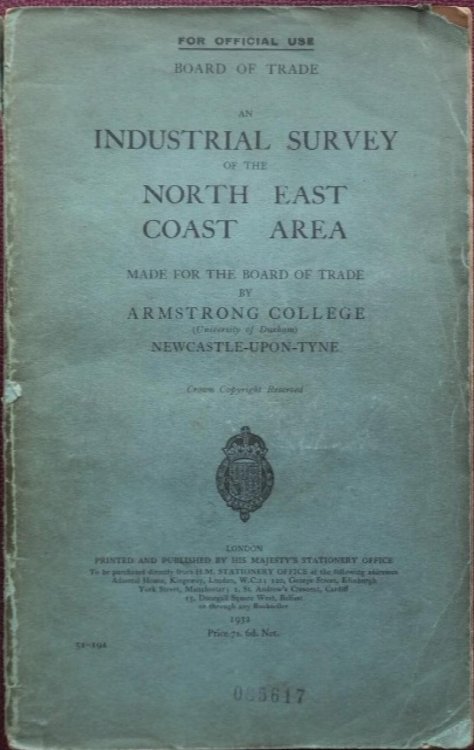 FOR OFFICIAL USE
BOARD OF TRADE
AN
INDUSTRIAL SURVEY
OF THE
NORTH EAST
COAST AREA
MADE FOR THE BOARD OF TRADE
BY
ARMSTRONG COLLEGE
(University of Durham)
NEWCASTLE-UPON-TYNE
Crown Copyright Reserved
LONDON
PRINTED AND PUBLISHED BY HIS MAJESTY'S STATIONERY OFFICE
To be purchased directly from H.M. STATIONERY OFFICE at the following addresses
Adastral House, Kingsway, London, W.C.2; 120, George Street, Edinburgh
York Street, Manchester; 1, St. Andrew's Crescent, Cardiff
15, Donegall Square West, Belfast
or through any Bookseller
1932
Price 7s. 6d. Net.
51-192
005617